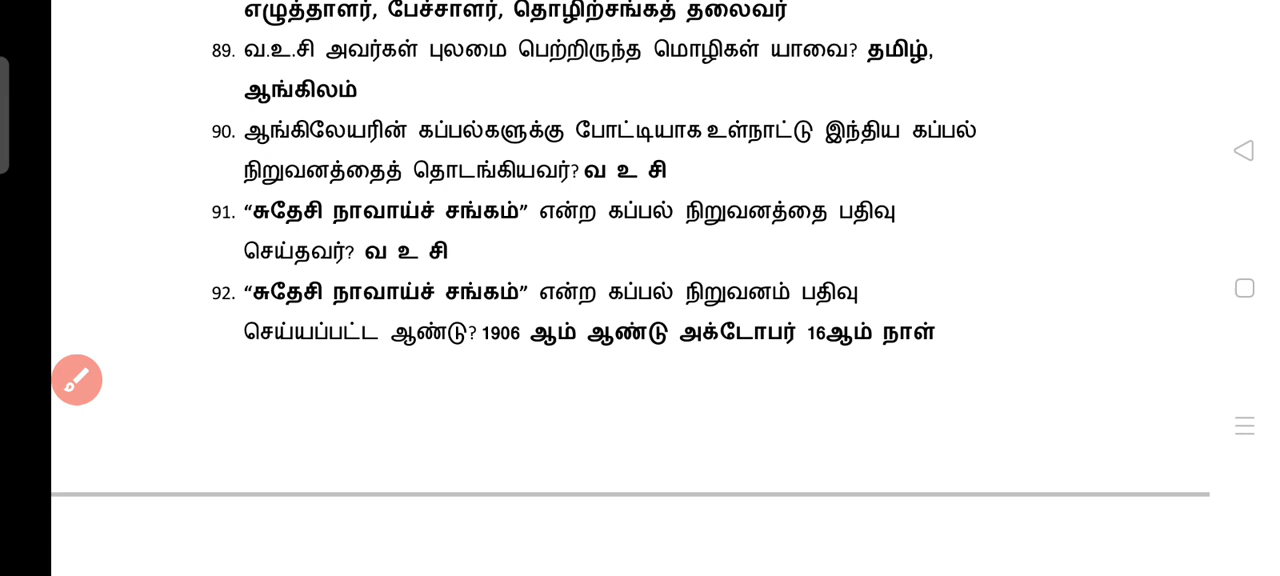 எழுத்தாளர், பேச்சாளர், தொழிற்சங்கத் தலைவர்
89. வ.உ.சி அவர்கள் புலமை பெற்றிருந்த மொழிகள் யாவை? தமிழ்,
ஆங்கிலம்
90. ஆங்கிலேயரின் கப்பல்களுக்கு போட்டியாக உள்நாட்டு இந்திய கப்பல்
நிறுவனத்தைத் தொடங்கியவர்? வ உ சி
91. “சுதேசி நாவாய்ச் சங்கம்” என்ற கப்பல் நிறுவனத்தை பதிவு
செய்தவர்? வ உ சி
92. “சுதேசி நாவாய்ச் சங்கம்” என்ற கப்பல் நிறுவனம் பதிவு
செய்யப்பட்ட ஆண்டு? 1906 ஆம் ஆண்டு அக்டோபர் 16ஆம் நாள்